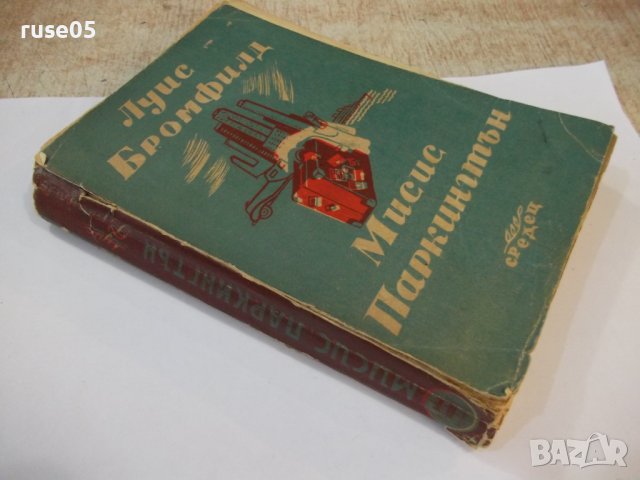 ruse05
Луис
Бромфилд
Мисис
Паркингтън
средец
МИСИС ПАРКИНГТЪН
BAZAR